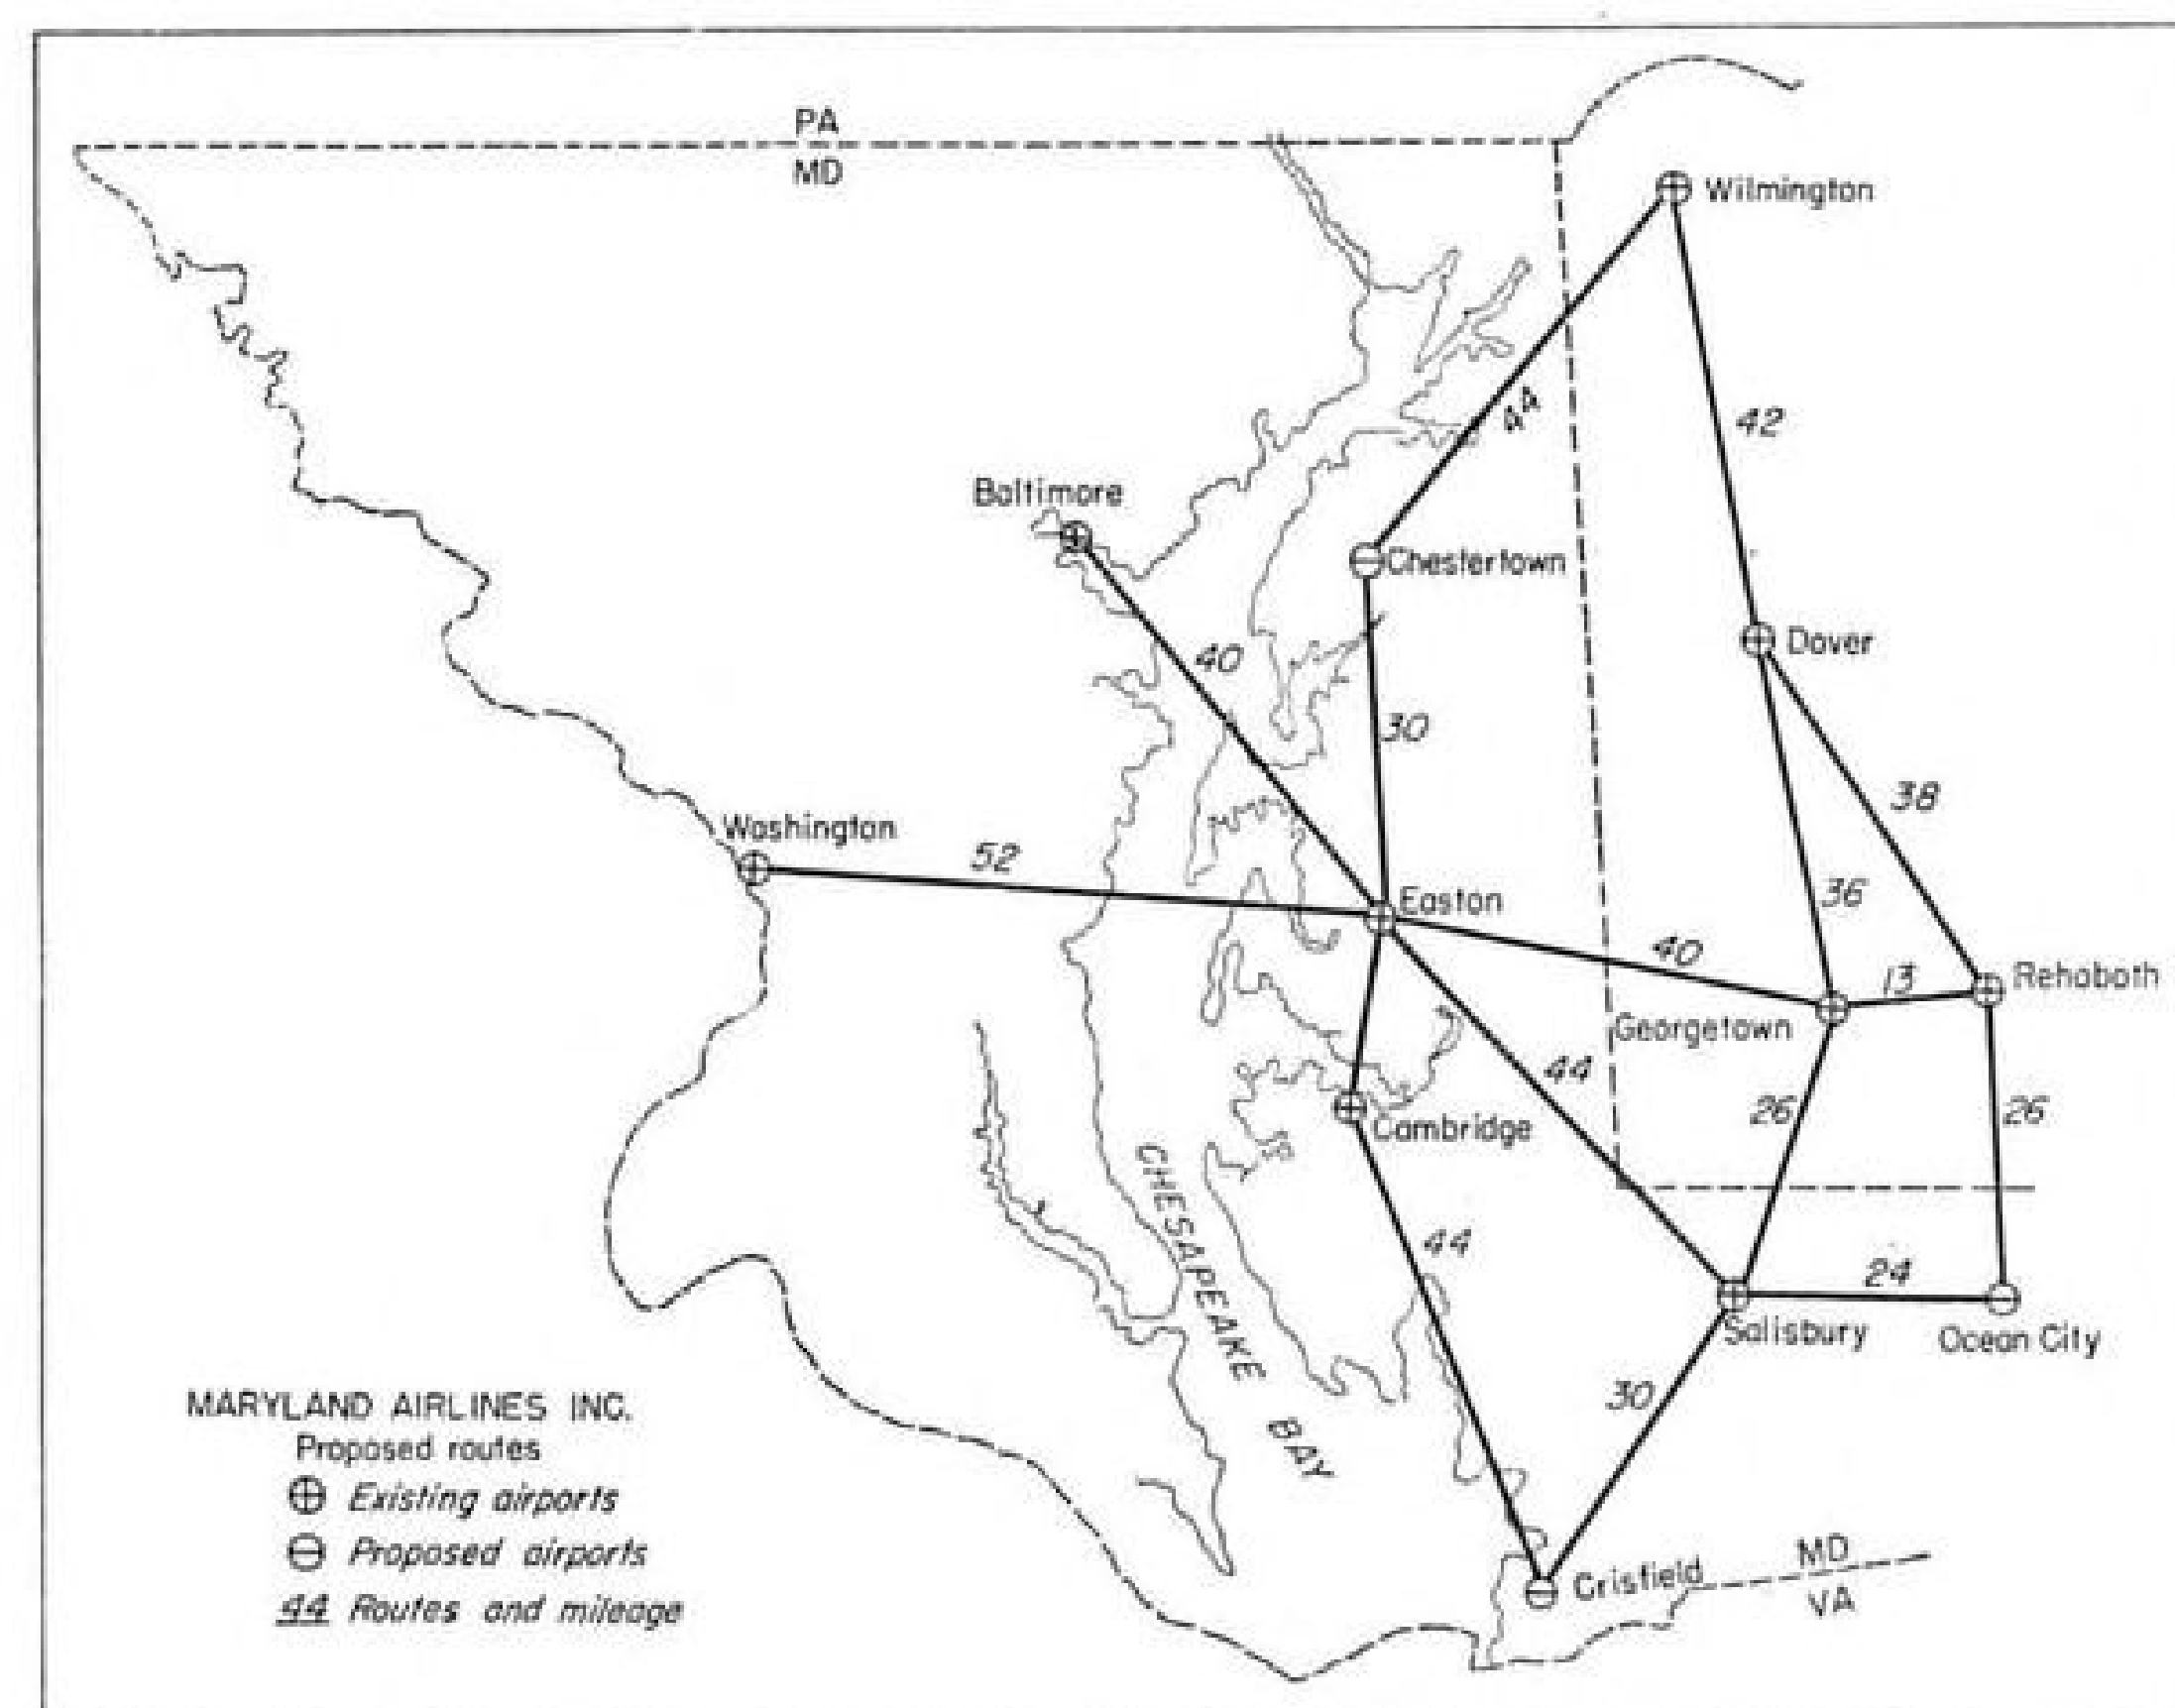 PA
MD
Wilmington
44
42
Baltimore
Chestertown
Dover
40
30
38
Washington
52
Easton
36
40
13
Rehoboth
Georgetown
44
26
26
Cambridge
CHESAPEAKE BAY
44
24
Salisbury
Ocean City
30
MARYLAND AIRLINES INC.
Proposed routes
Existing airports
Proposed airports
44 Routes and mileage
Crisfield
MD
VA